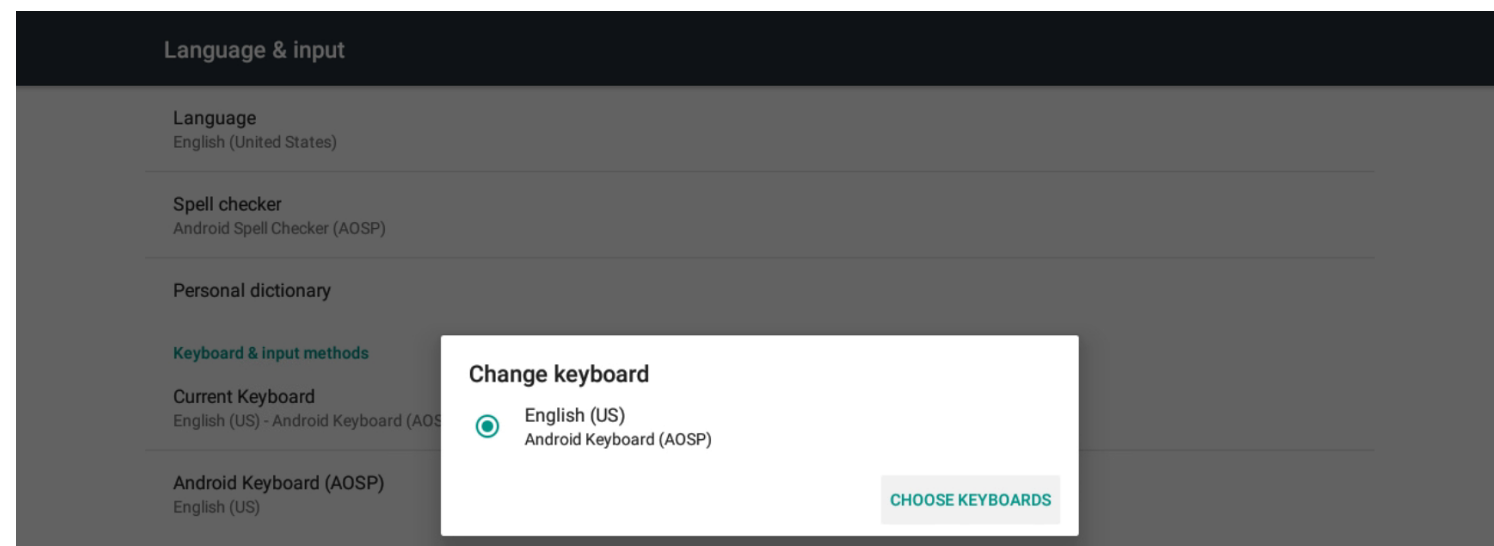 Language & input
Language
English (United States)
Spell checker
Android Spell Checker (AOSP)
Personal dictionary
Keyboard & input methods
Current Keyboard
English (US) - Android Keyboard
Android Keyboard (AOSP)
English (US)
Change keyboard
English (US)
Android Keyboard (AOSP)
CHOOSE KEYBOARDS